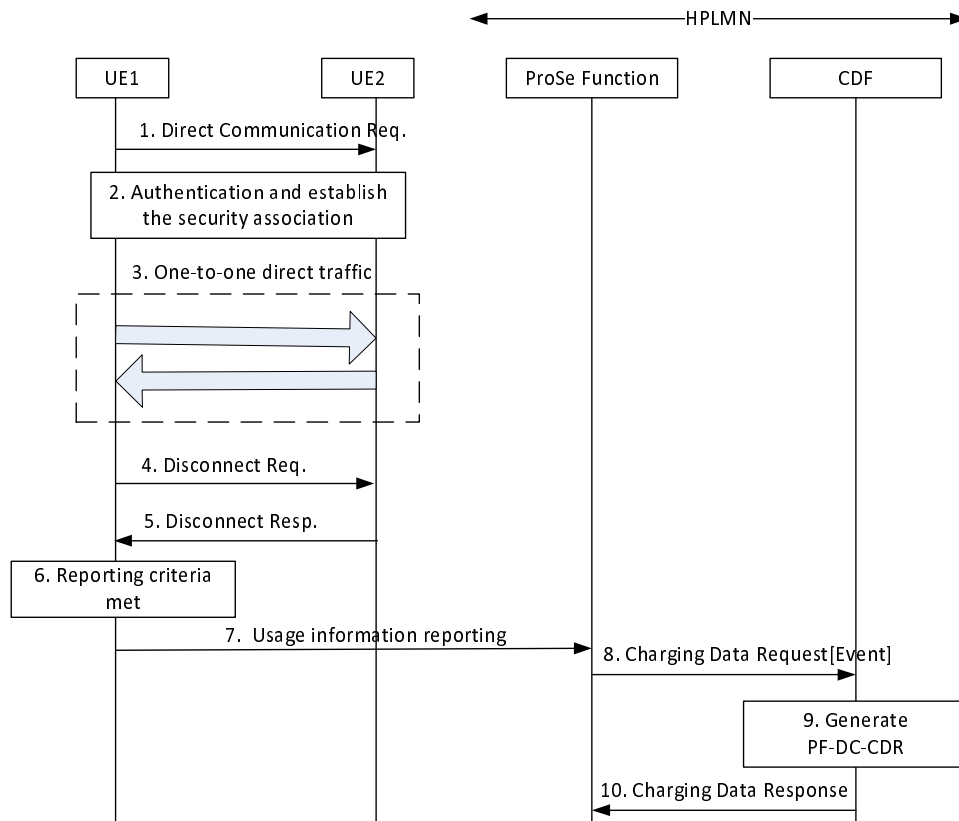 HPLMN
UE1
UE2
ProSe Function
CDF
1. Direct Communication Req.
2. Authentication and establish
the security association
3. One-to-one direct traffic
4. Disconnect Req.
5. Disconnect Resp.
6. Reporting criteria
met
7. Usage information reporting
8. Charging Data Request[Event]
9. Generate
PF-DC-CDR
10. Charging Data Response